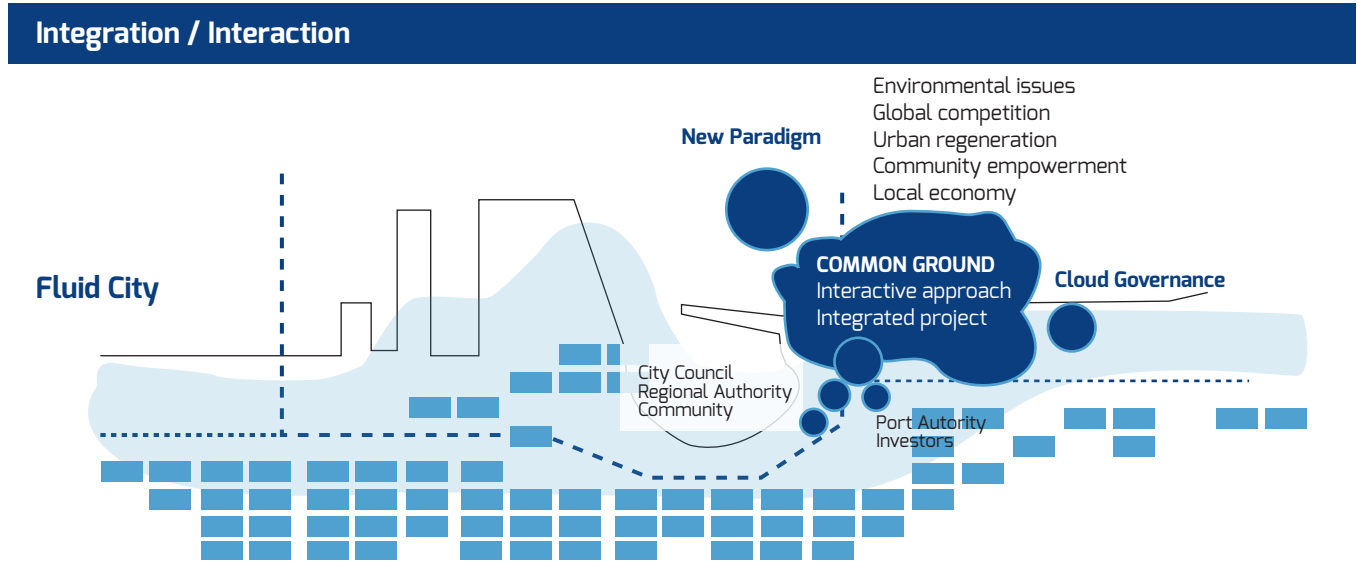 Integration / Interaction
Environmental issues
Global competition
Urban regeneration
Community empowerment
Local economy
New Paradigm
COMMON GROUND
Interactive approach
Integrated project
Cloud Governance
Fluid City
City Council
Regional Authority
Community
Port Autority
Investors